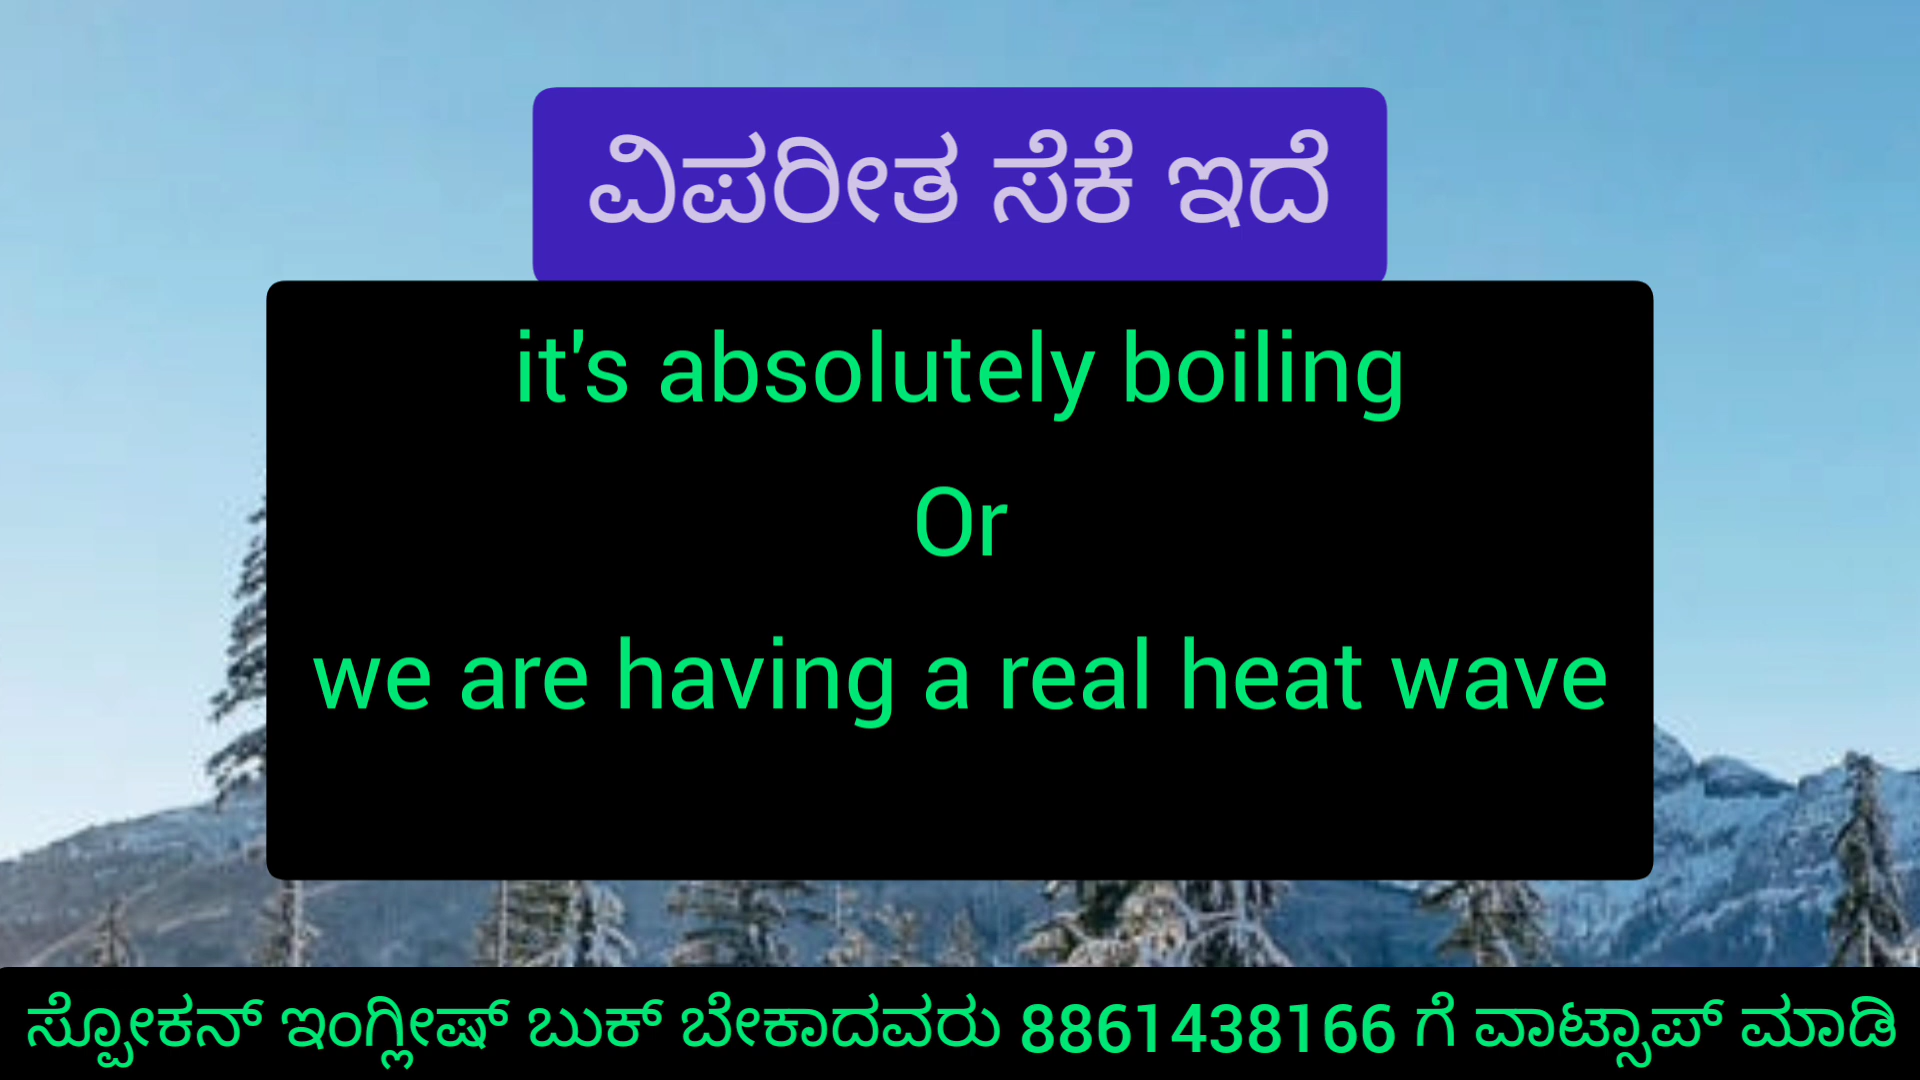 ವಿಪರೀತ ಸೆಕೆ ಇದೆ
it's absolutely boiling
Or
we are having a real heat wave
ಸ್ಪೋಕನ್ ಇಂಗ್ಲೀಷ್ ಬುಕ್ ಬೇಕಾದವರು 8861438166 ಗೆ ವಾಟ್ಸಾಪ್ ಮಾಡಿ